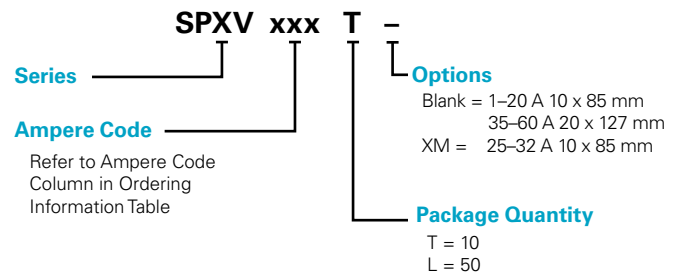 SPXV xxx T –
Series
Options
Blank = 1–20 A 10 x 85 mm
35–60 A 20 x 127 mm
XM = 25–32 A 10 x 85 mm
Ampere Code
Refer to Ampere Code
Column in Ordering
Information Table
Package Quantity
T = 10
L = 50